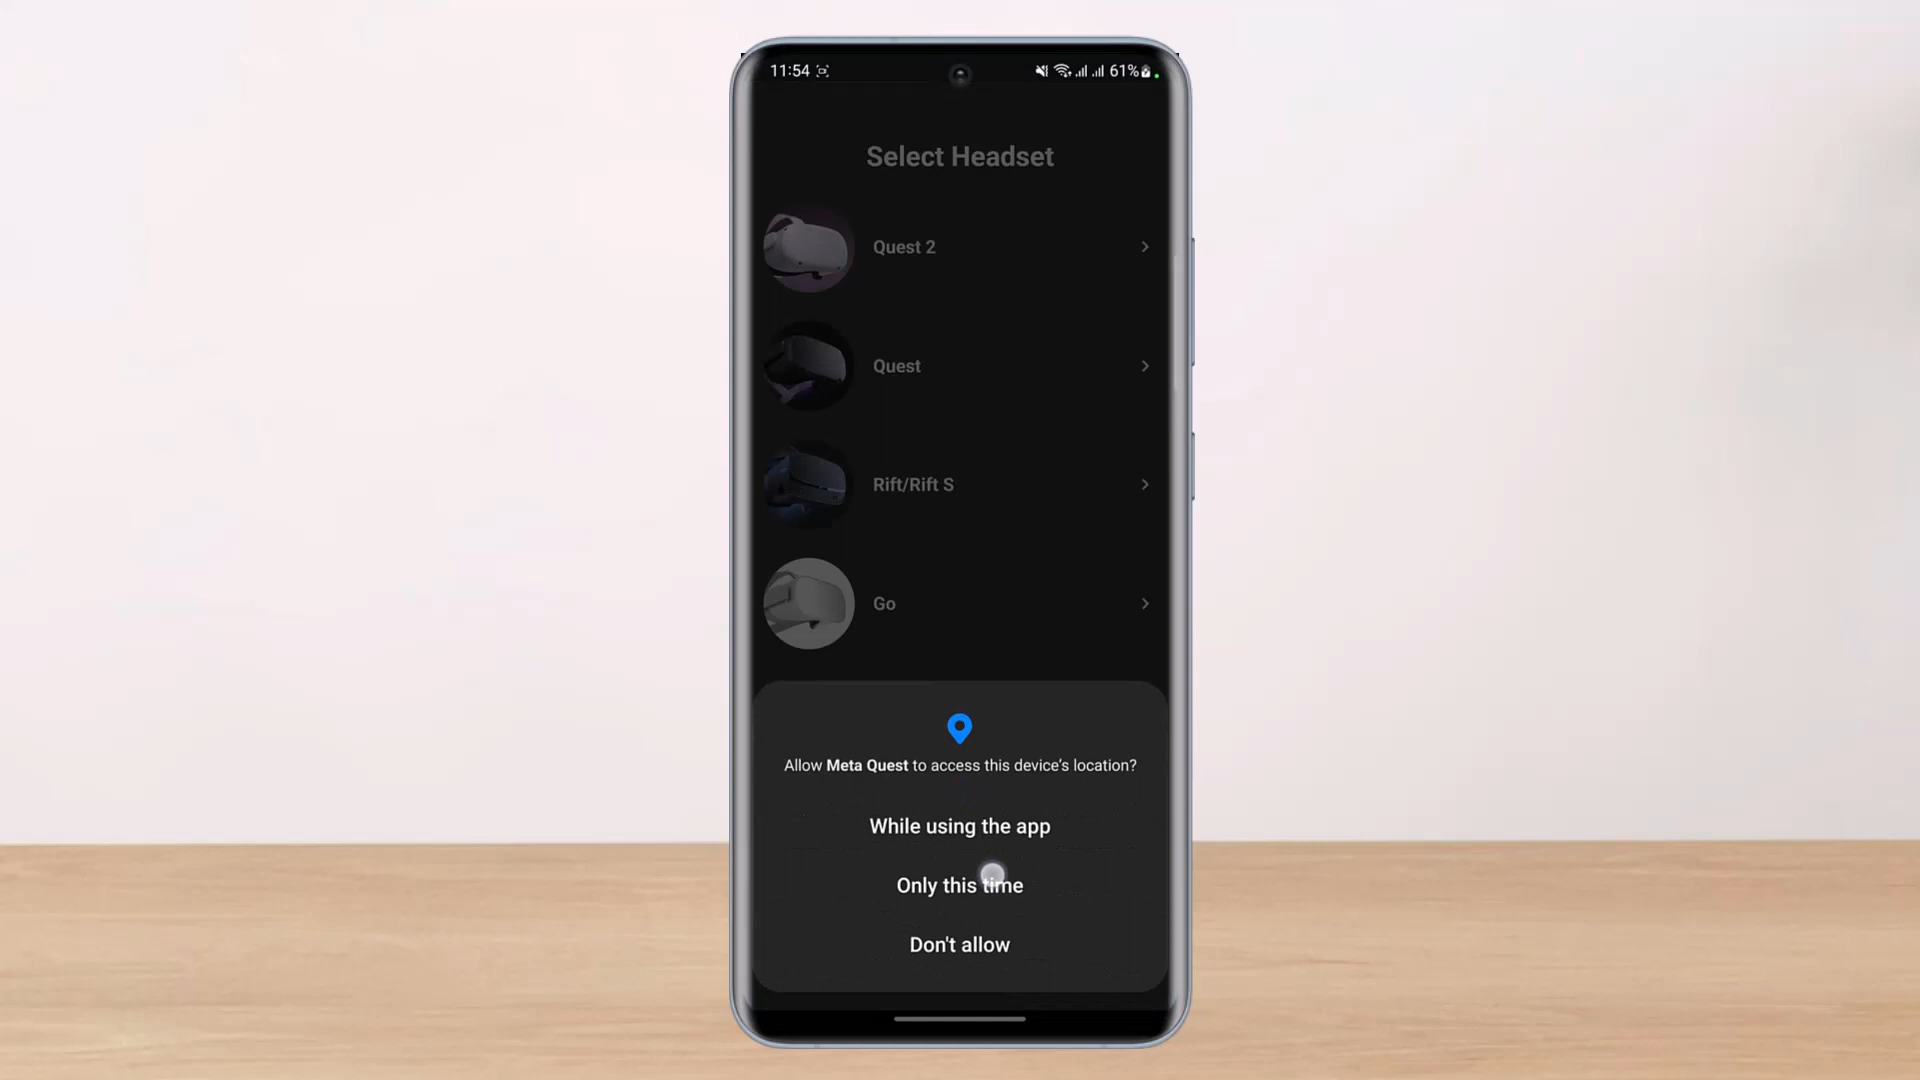 11:54 61%
Select Headset
Quest 2
Quest
Rift/Rift S
Go
Allow Meta Quest to access this device's location?
While using the app
Only this time
Don't allow